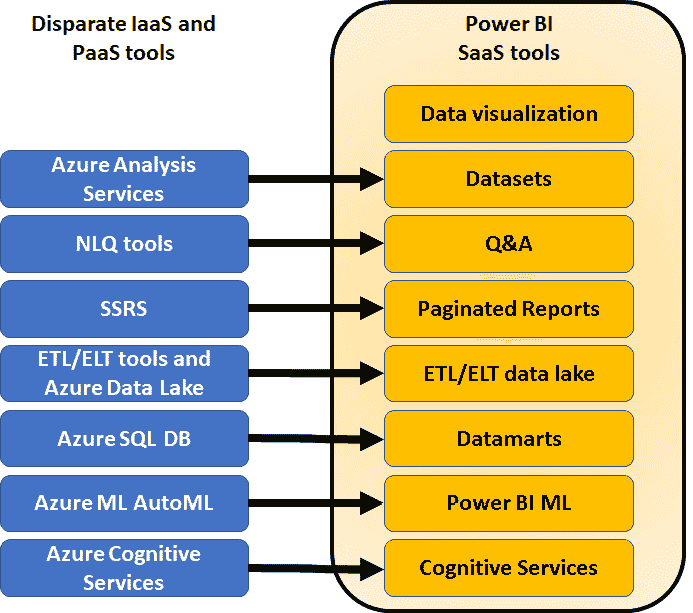 Disparate IaaS and
PaaS tools
Power BI
SaaS tools
Data visualization
Azure Analysis
Services
Datasets
NLQ tools
Q&A
SSRS
Paginated Reports
ETL/ELT tools and
Azure Data Lake
ETL/ELT data lake
Azure SQL DB
Datamarts
Azure ML AutoML
Power BI ML
Azure Cognitive
Services
Cognitive Services